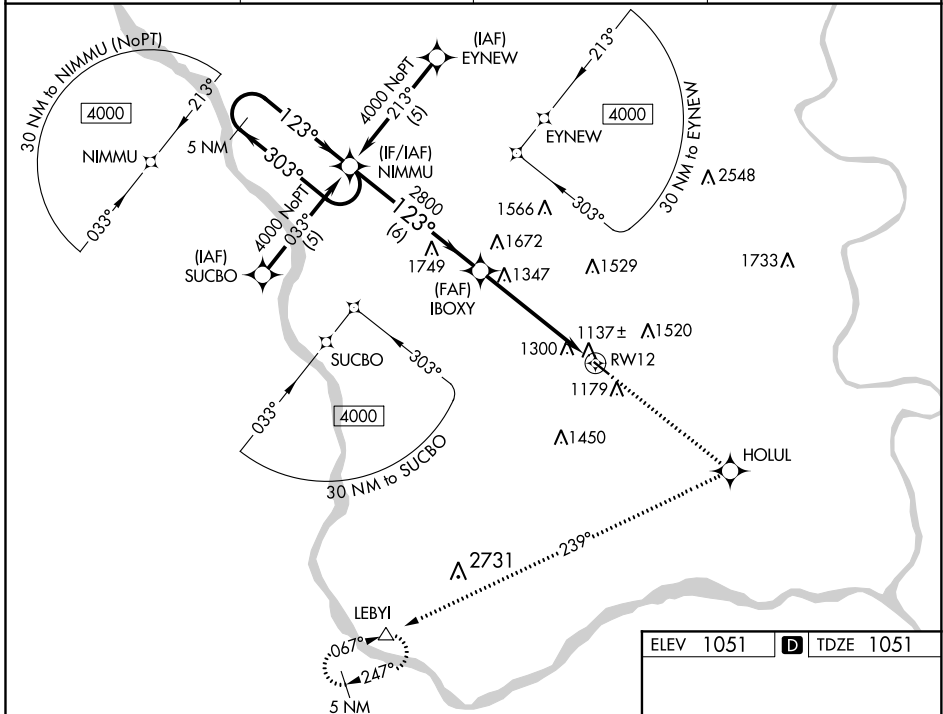 30 NM to NIMMU (NoPT)
4000
213°
NIMMU
033°
(IAF)
EYNEW
4000 NoPT
213°
(5)
123°
303°
5 NM
(IF/IAF)
NIMMU
4000 NoPT
033°
(5)
(IAF)
SUCBO
2800
123°
(6)
213°
4000
EYNEW
303°
30 NM to EYNEW
2548
1566
1672
1749
1347
1529
1733
(FAF)
IBOXY
1137±
1520
1300
RW12
1179
1450
SUCBO
303°
033°
4000
30 NM to SUCBO
HOLUL
239°
2731
LEBYI
067°
247°
5 NM
ELEV 1051 D TDZE 1051